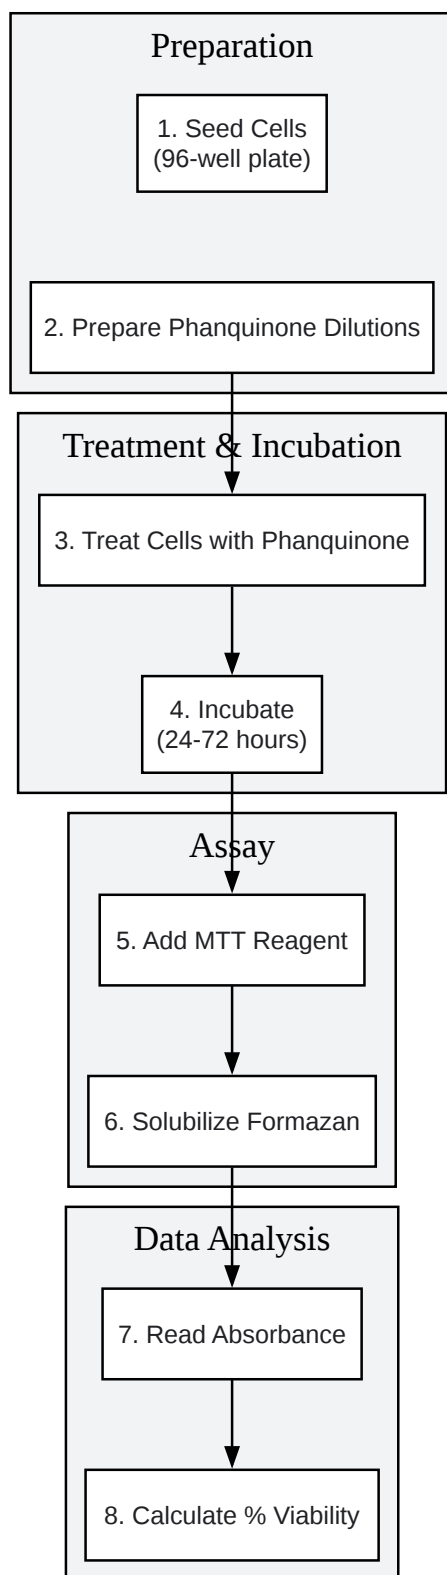 Preparation
1. Seed Cells
(96-well plate)
2. Prepare Phanquinone Dilutions
Treatment & Incubation
3. Treat Cells with Phanquinone
4. Incubate
(24-72 hours)
Assay
5. Add MTT Reagent
6. Solubilize Formazan
Data Analysis
7. Read Absorbance
8. Calculate % Viability